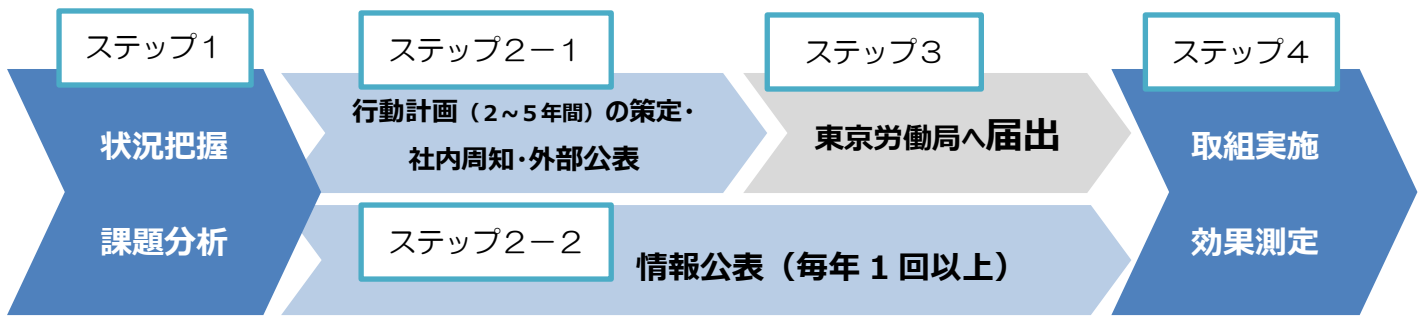 ステップ１
状況把握
課題分析
ステップ２－１
行動計画（２～５年間）の策定・
社内周知・外部公表
ステップ３
東京労働局へ届出
ステップ２－２
情報公表（毎年１回以上）
ステップ４
取組実施
効果測定